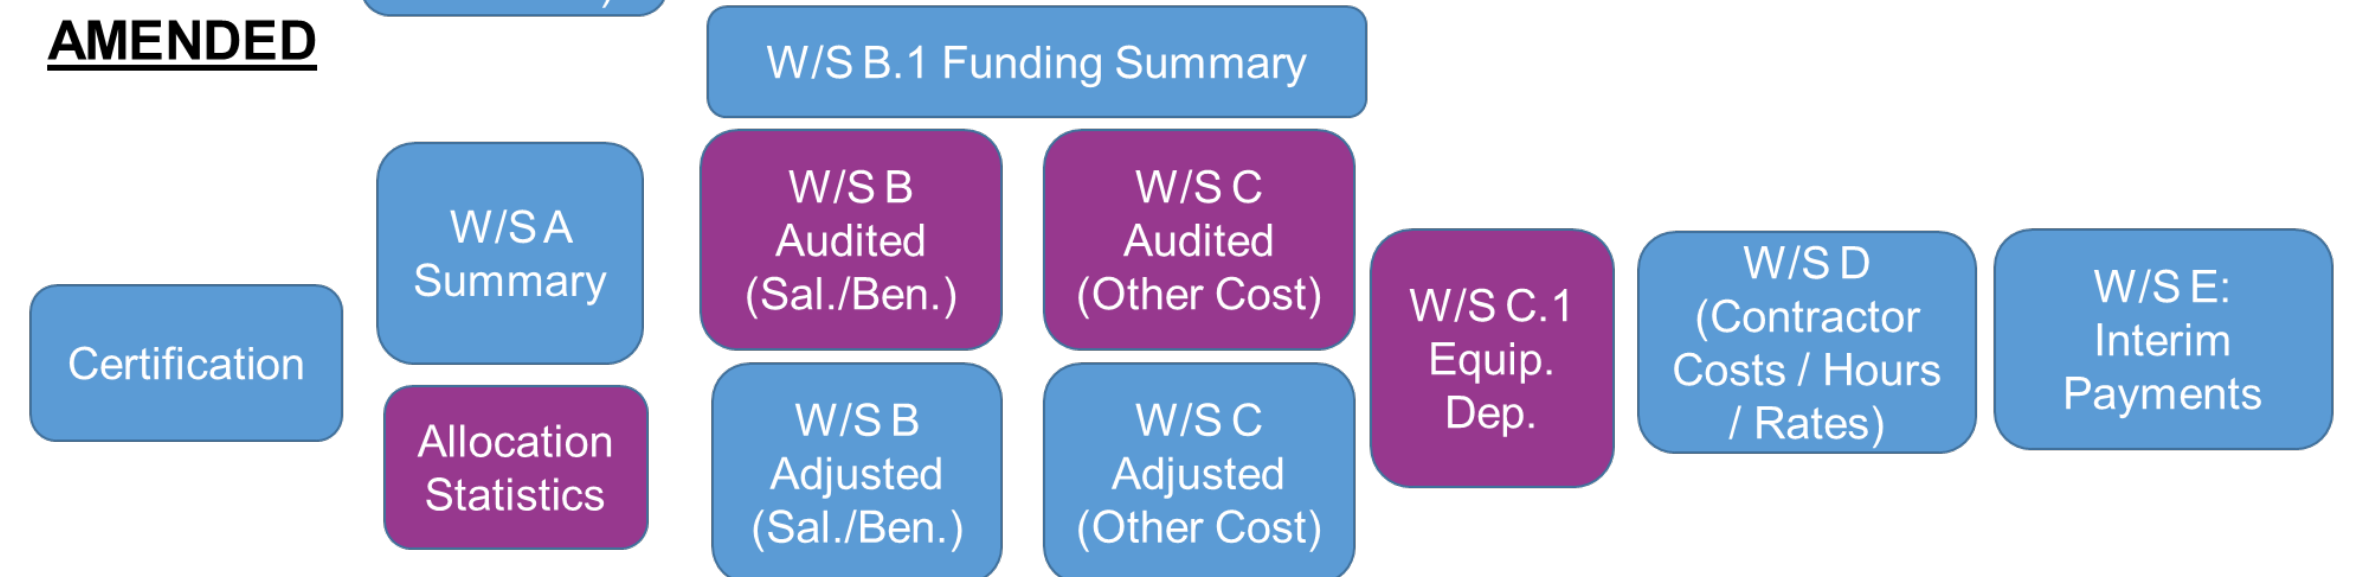 AMENDED
W/S B.1 Funding Summary
W/S A
Summary
W/S B
Audited
(Sal./Ben.)
W/S C
Audited
(Other Cost)
Certification
Allocation
Statistics
W/S B
Adjusted
(Sal./Ben.)
W/S C
Adjusted
(Other Cost)
W/S C.1
Equip.
Dep.
W/S D
(Contractor
Costs / Hours
/ Rates)
W/S E:
Interim
Payments